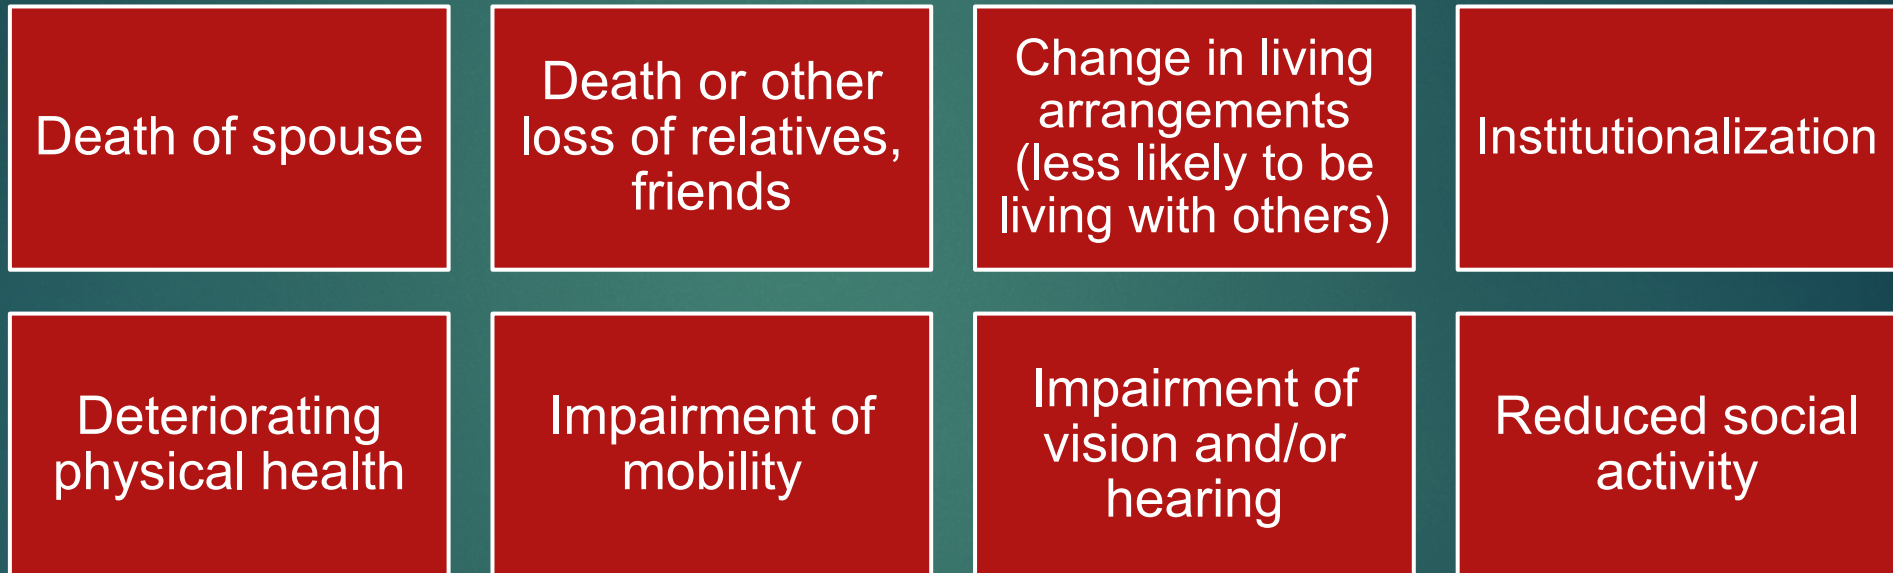 Death of spouse
Death or other
loss of relatives,
friends
Change in living
arrangements
(less likely to be
living with others)
Institutionalization
Deteriorating
physical health
Impairment of
mobility
Impairment of
vision and/or
hearing
Reduced social
activity